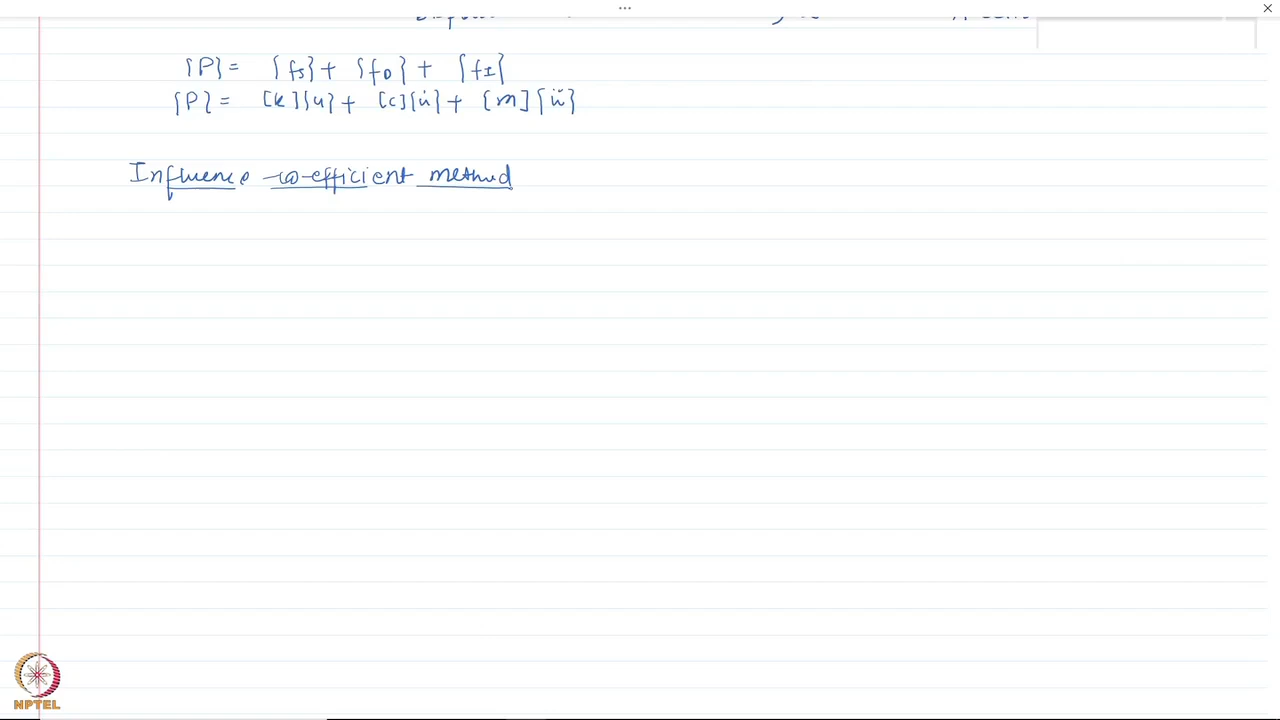 {P} = {fs} + {fD} + {fI}
{P} = [k]{u} + [c]{u̇} + [m]{ü}
Influence co-efficient method
NPTEL